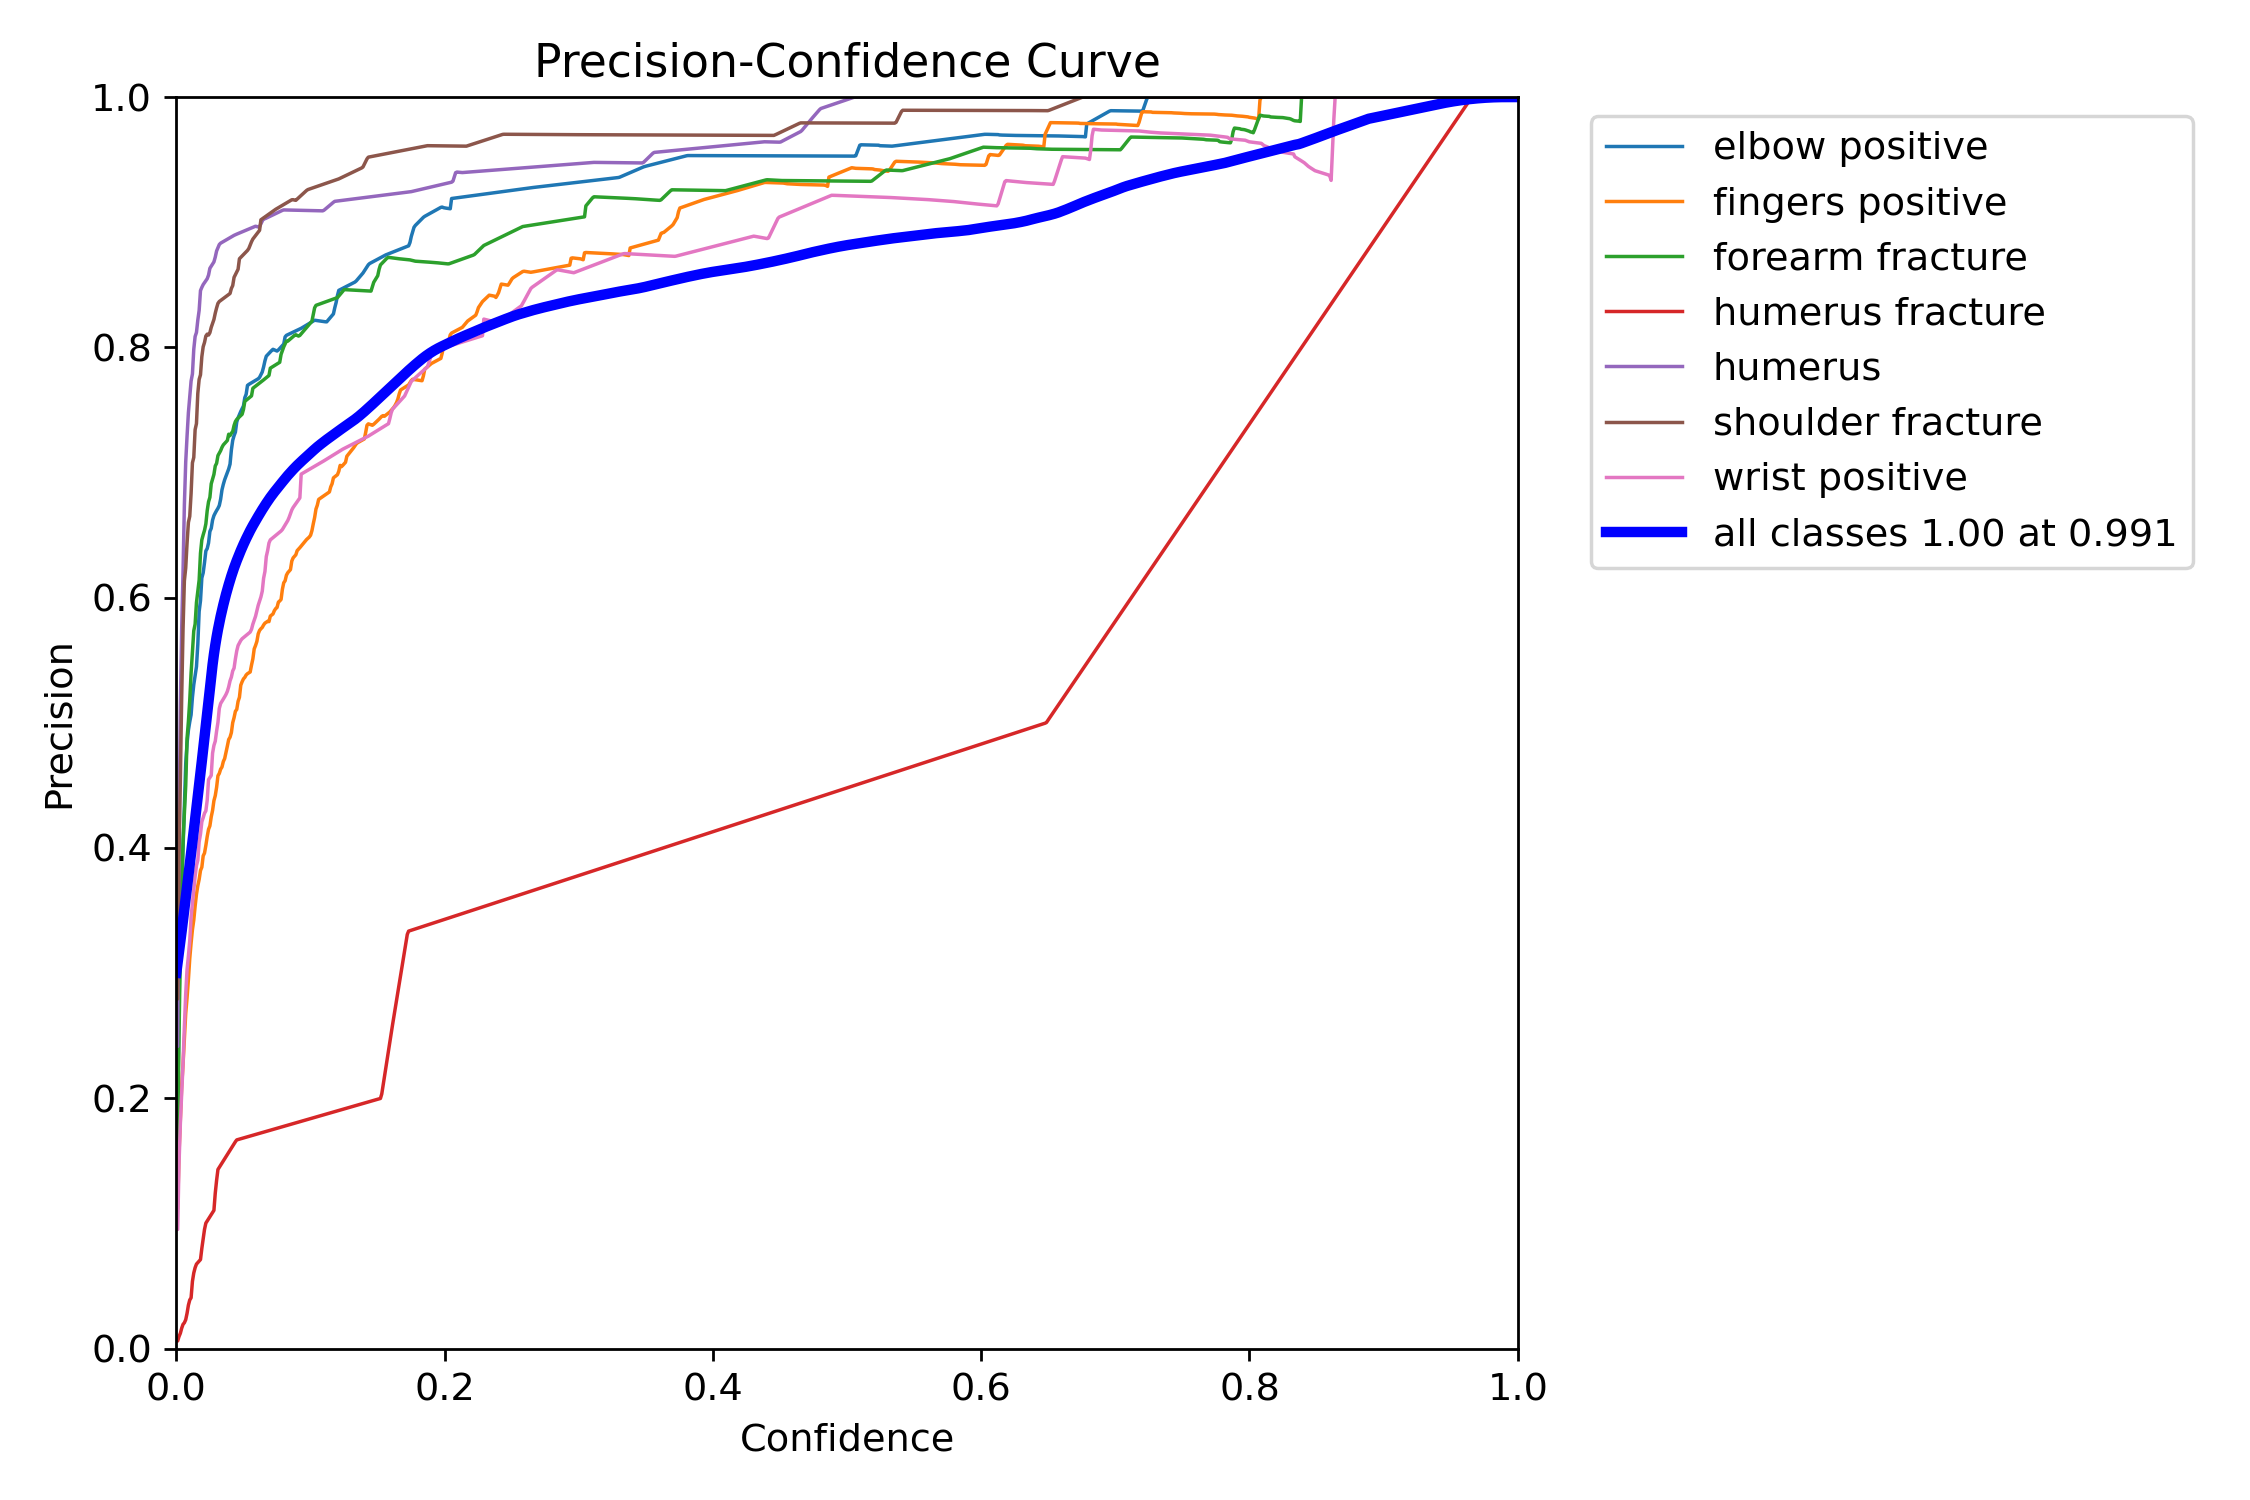 Precision-Confidence Curve
1.0
0.8
0.6
0.4
0.2
0.0
Precision
0.0 0.2 0.4 0.6 0.8 1.0
Confidence
elbow positive
fingers positive
forearm fracture
humerus fracture
humerus
shoulder fracture
wrist positive
all classes 1.00 at 0.991